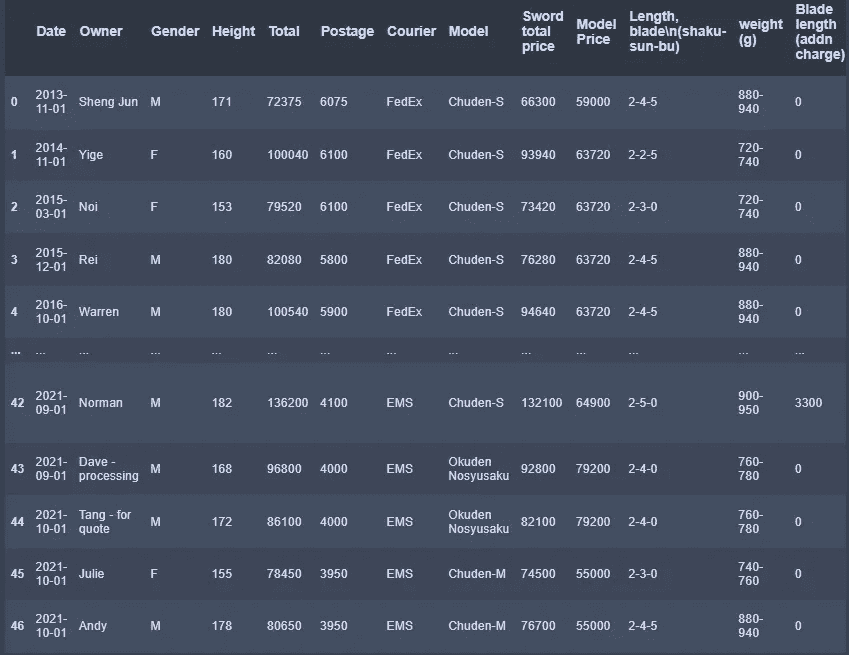 Date Owner Gender Height Total Postage Courier Model Sword total price Model Price Length, blade\n(shaku-sun-bu) weight (g) Blade length (addn charge)
0 2013-11-01 Sheng Jun M 171 72375 6075 FedEx Chuden-S 66300 59000 2-4-5 880-940 0
1 2014-11-01 Yige F 160 100040 6100 FedEx Chuden-S 93940 63720 2-2-5 720-740 0
2 2015-03-01 Noi F 153 79520 6100 FedEx Chuden-S 73420 63720 2-3-0 720-740 0
3 2015-12-01 Rei M 180 82080 5800 FedEx Chuden-S 76280 63720 2-4-5 880-940 0
4 2016-10-01 Warren M 180 100540 5900 FedEx Chuden-S 94640 63720 2-4-5 880-940 0
... ... ... ... ... ... ... ... ... ... ... ... ... ...
42 2021-09-01 Norman M 182 136200 4100 EMS Chuden-S 132100 64900 2-5-0 900-950 3300
43 2021-09-01 Dave - processing M 168 96800 4000 EMS Okuden Nosyusaku 92800 79200 2-4-0 760-780 0
44 2021-10-01 Tang - for quote M 172 86100 4000 EMS Okuden Nosyusaku 82100 79200 2-4-0 760-780 0
45 2021-10-01 Julie F 155 78450 3950 EMS Chuden-M 74500 55000 2-3-0 740-760 0
46 2021-10-01 Andy M 178 80650 3950 EMS Chuden-M 76700 55000 2-4-5 880-940 0